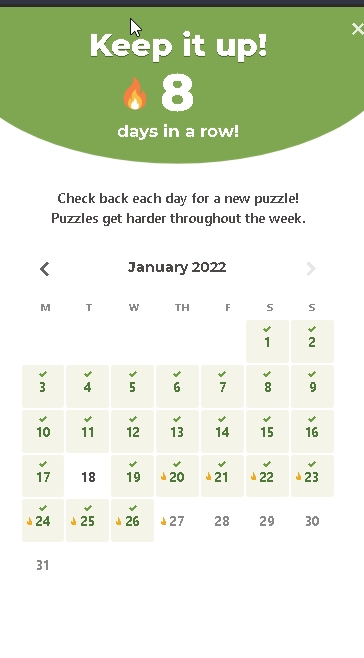 Keep it up!
8
days in a row!
Check back each day for a new puzzle!
Puzzles get harder throughout the week.
January 2022
M T W TH F S S
1 2
3 4 5 6 7 8 9
10 11 12 13 14 15 16
17 18 19 20 21 22 23
24 25 26 27 28 29 30
31